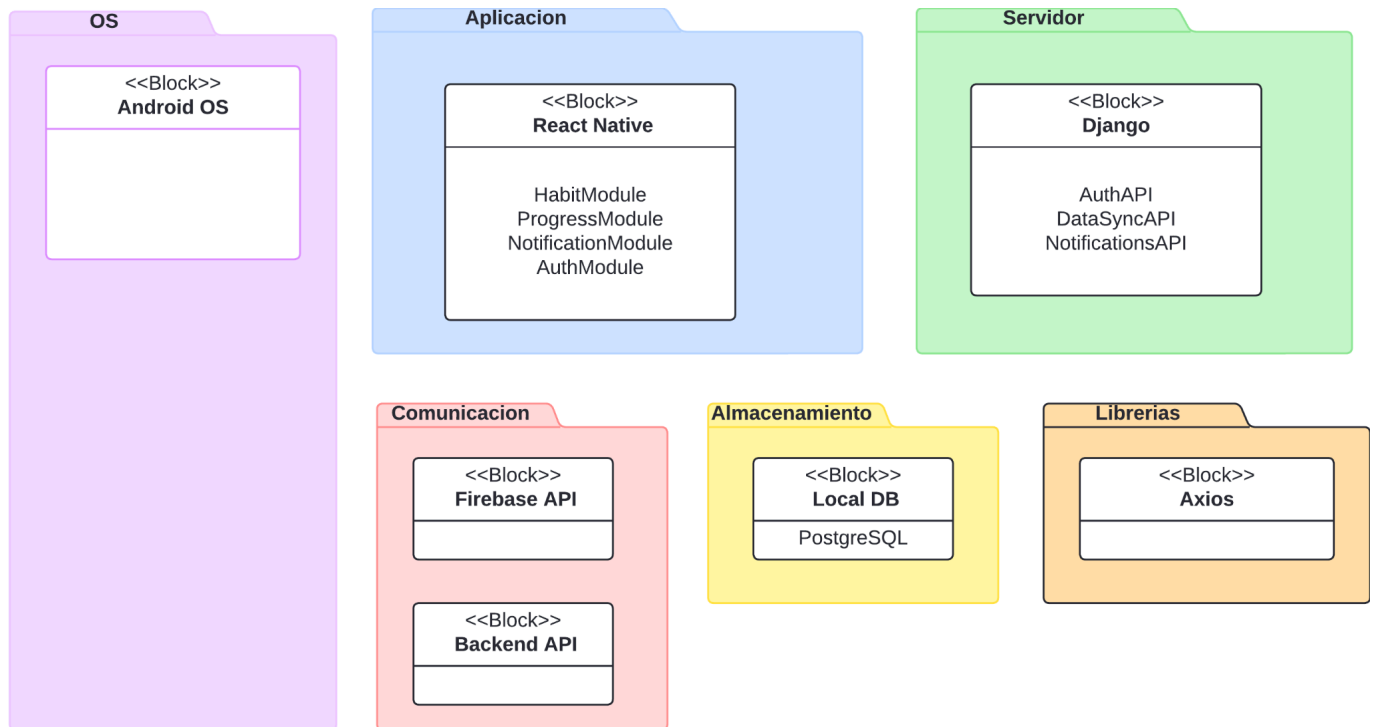 OS
<<Block>>
Android OS
Aplicacion
<<Block>>
React Native
HabitModule
ProgressModule
NotificationModule
AuthModule
Servidor
<<Block>>
Django
AuthAPI
DataSyncAPI
NotificationsAPI
Comunicacion
<<Block>>
Firebase API
<<Block>>
Backend API
Almacenamiento
<<Block>>
Local DB
PostgreSQL
Librerias
<<Block>>
Axios